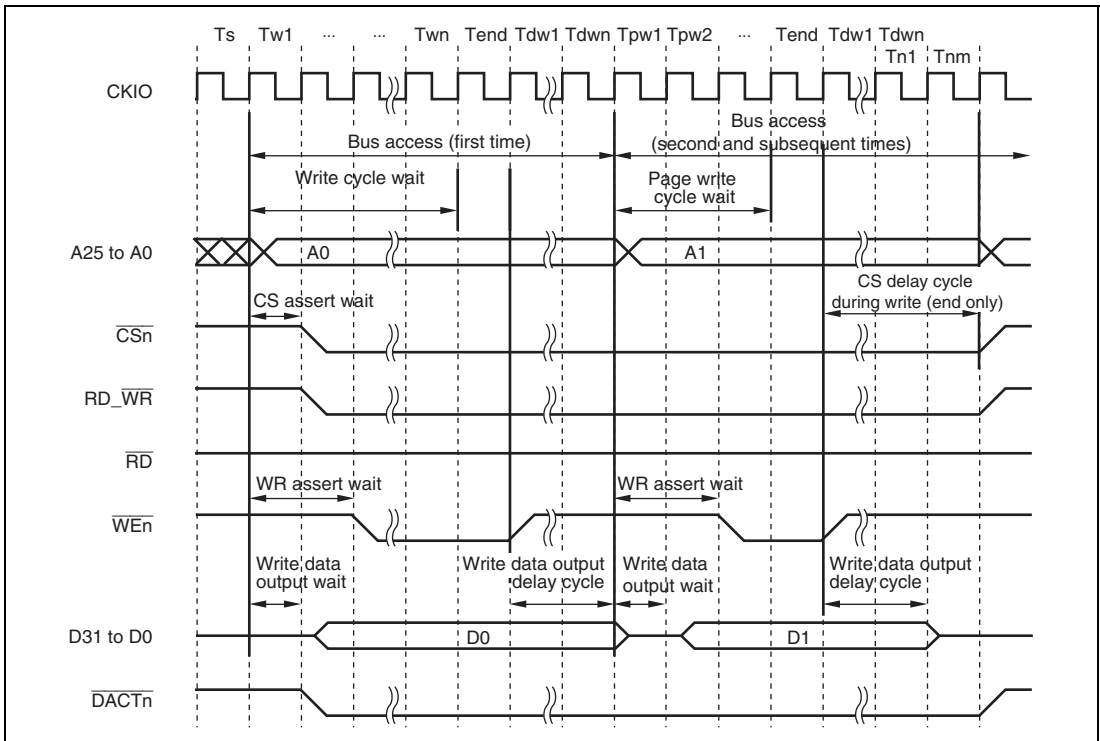 Ts Tw1 ... ... Twn Tend Tdw1 Tdwn Tpw1 Tpw2 ... Tend Tdw1 Tdwn
Tn1 Tnm
CKIO
Bus access (first time)
Bus access
(second and subsequent times)
Write cycle wait
Page write
cycle wait
A25 to A0
A0
A1
CS assert wait
CS delay cycle
during write (end only)
CSn
RD_WR
RD
WR assert wait
WR assert wait
WEn
Write data
output wait
Write data output
delay cycle
Write data
output wait
Write data output
delay cycle
D31 to D0
D0
D1
DACTn